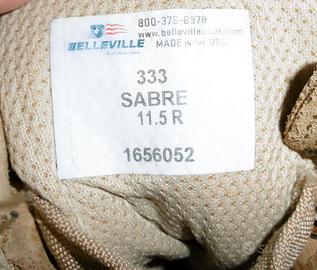 800-376-6978
BELLEVILLE
www.bellevilleboot.com
MADE IN THE USA
333
SABRE
11.5 R
1656052